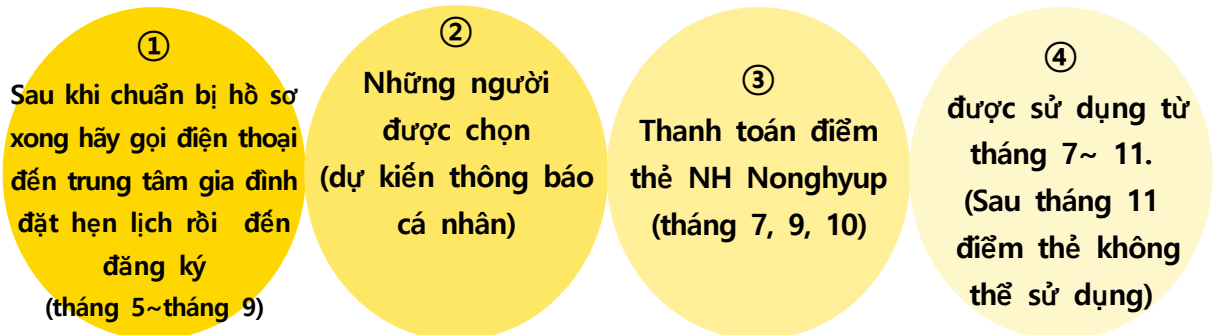 ①
Sau khi chuẩn bị hồ sơ
xong hãy gọi điện thoại
đến trung tâm gia đình
đặt hẹn lịch rồi đến
đăng ký
(tháng 5~tháng 9)
②
Những người
được chọn
(dự kiến thông báo
cá nhân)
③
Thanh toán điểm
thẻ NH Nonghyup
(tháng 7, 9, 10)
④
được sử dụng từ
tháng 7~ 11.
(Sau tháng 11
điểm thẻ không
thể sử dụng)